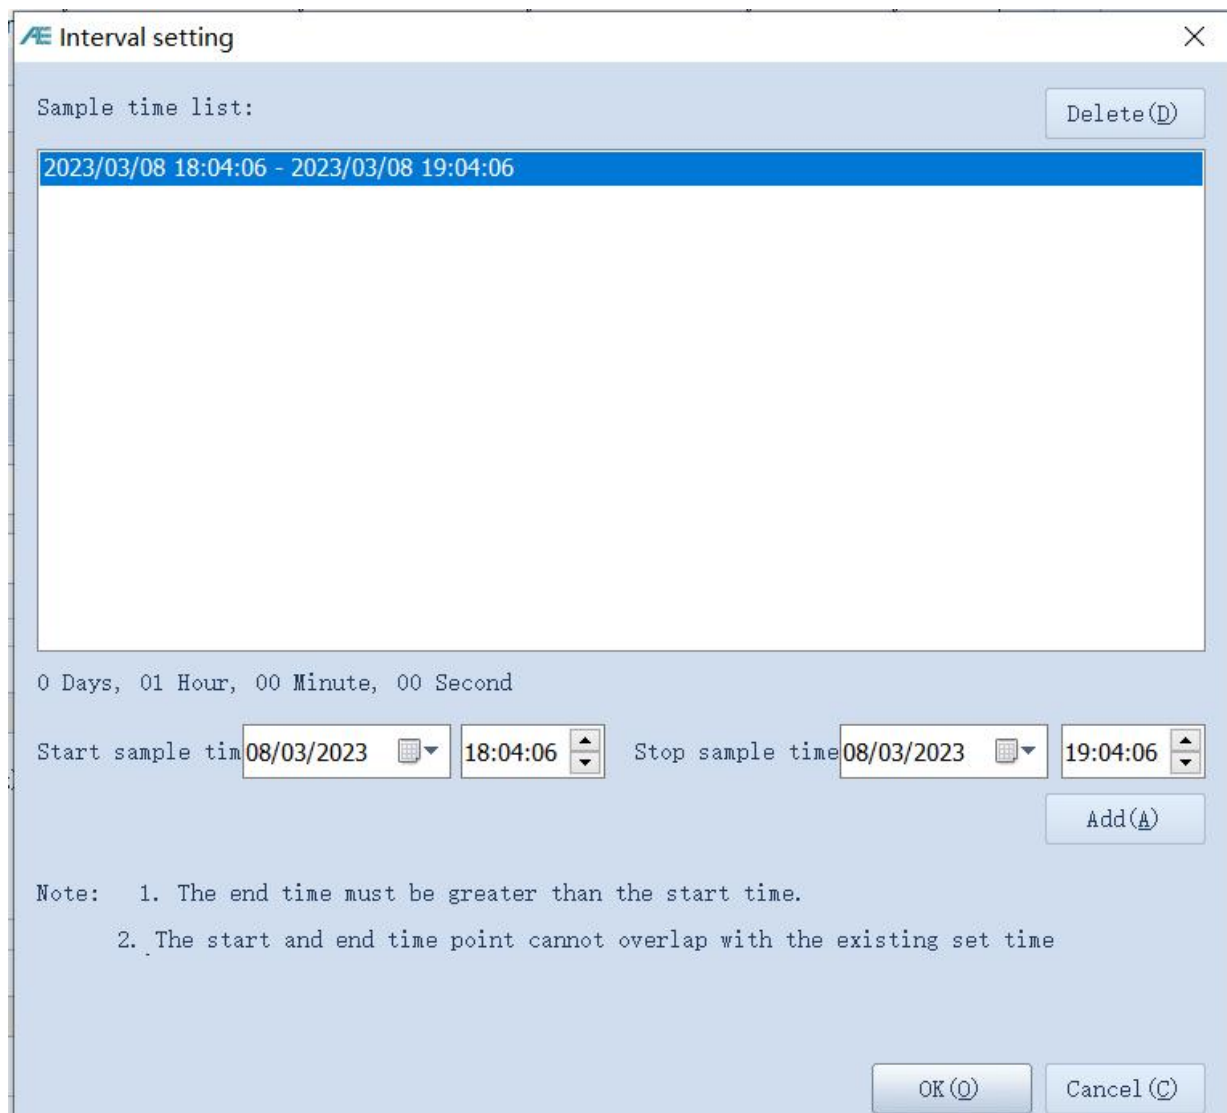 Æ Interval setting
Sample time list:
Delete(D)
2023/03/08 18:04:06 - 2023/03/08 19:04:06
0 Days, 01 Hour, 00 Minute, 00 Second
Start sample tim 08/03/2023 18:04:06 Stop sample time 08/03/2023 19:04:06
Add(A)
Note: 1. The end time must be greater than the start time.
2. The start and end time point cannot overlap with the existing set time
OK(O) Cancel(C)